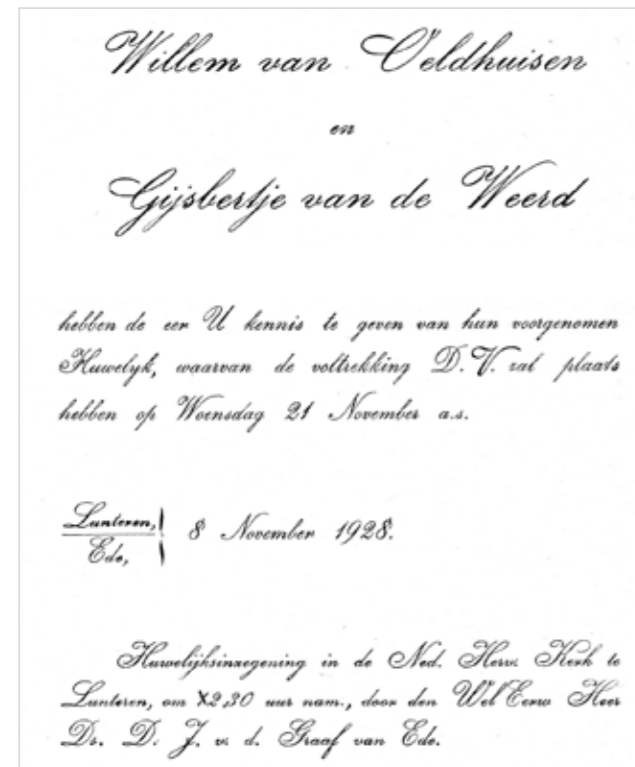 Willem van Veldhuisen
en
Gijsbertje van de Weerd
hebben de eer U kennis te geven van hun voorgenomen
Huwelyk, waarvan de voltrekking D.V. zal plaats
hebben op Woensdag 21 November a.s.
Lunteren,
Ede,
8 November 1928.
Huwelijksinzegening in de Ned. Herv. Kerk te
Lunteren, om 2,30 uur nam., door den WelEerw Heer
Ds. D. J. v. d. Graaf van Ede.